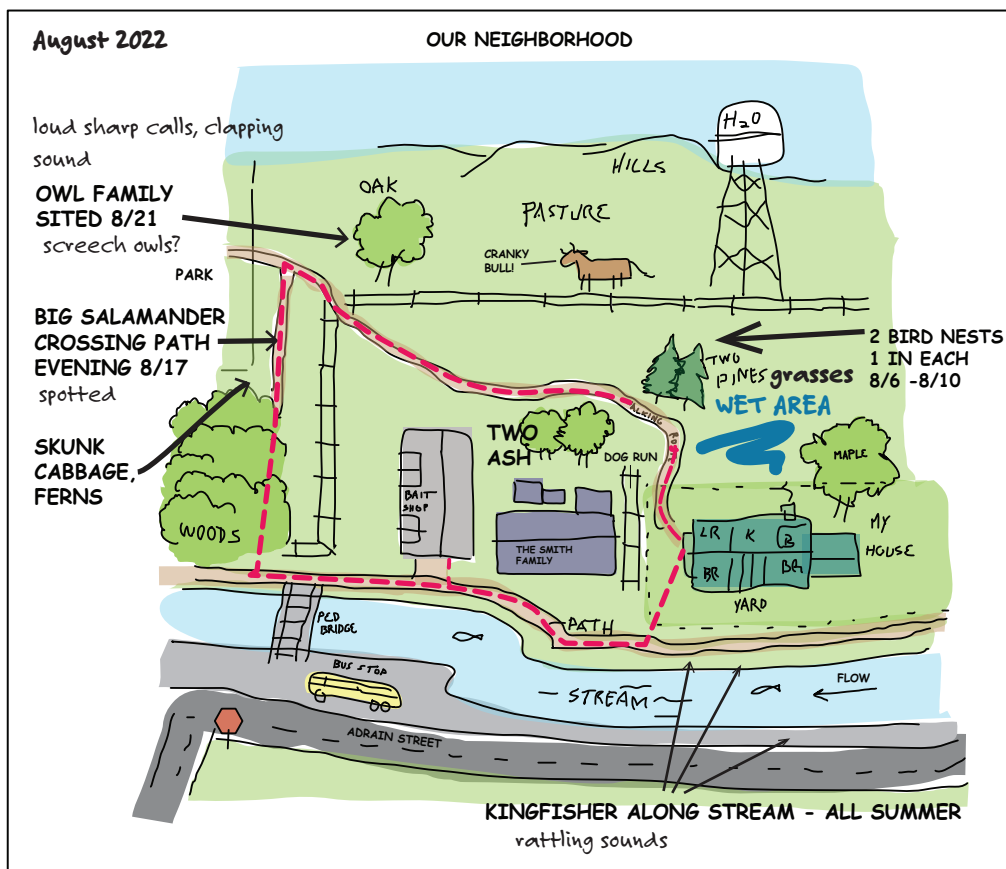 August 2022
OUR NEIGHBORHOOD
loud sharp calls, clapping
sound
OWL FAMILY
SITED 8/21
screech owls?
OAK
HILLS
H2O
PASTURE
CRANKY
BULL!
PARK
BIG SALAMANDER
CROSSING PATH
EVENING 8/17
spotted
2 BIRD NESTS
1 IN EACH
8/6 -8/10
TWO
PINES
grasses
WET AREA
ALKING
SKUNK
CABBAGE,
FERNS
TWO
ASH
DOG RUN
MAPLE
BAIT
SHOP
WOODS
THE SMITH
FAMILY
LR
K
B
BR
BR
MY
HOUSE
YARD
PED
BRIDGE
PATH
BUS STOP
STREAM
FLOW
ADRAIN STREET
KINGFISHER ALONG STREAM - ALL SUMMER
rattling sounds